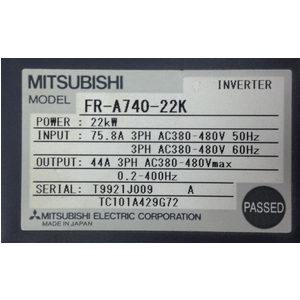 MITSUBISHI INVERTER
MODEL FR-A740-22K
POWER : 22kW
INPUT : 75.8A 3PH AC380-480V 50Hz
3PH AC380-480V 60Hz
OUTPUT: 44A 3PH AC380-480Vmax
0.2-400Hz
SERIAL: T9921J009 A
TC101A429G72
PASSED
MITSUBISHI ELECTRIC CORPORATION
MADE IN JAPAN